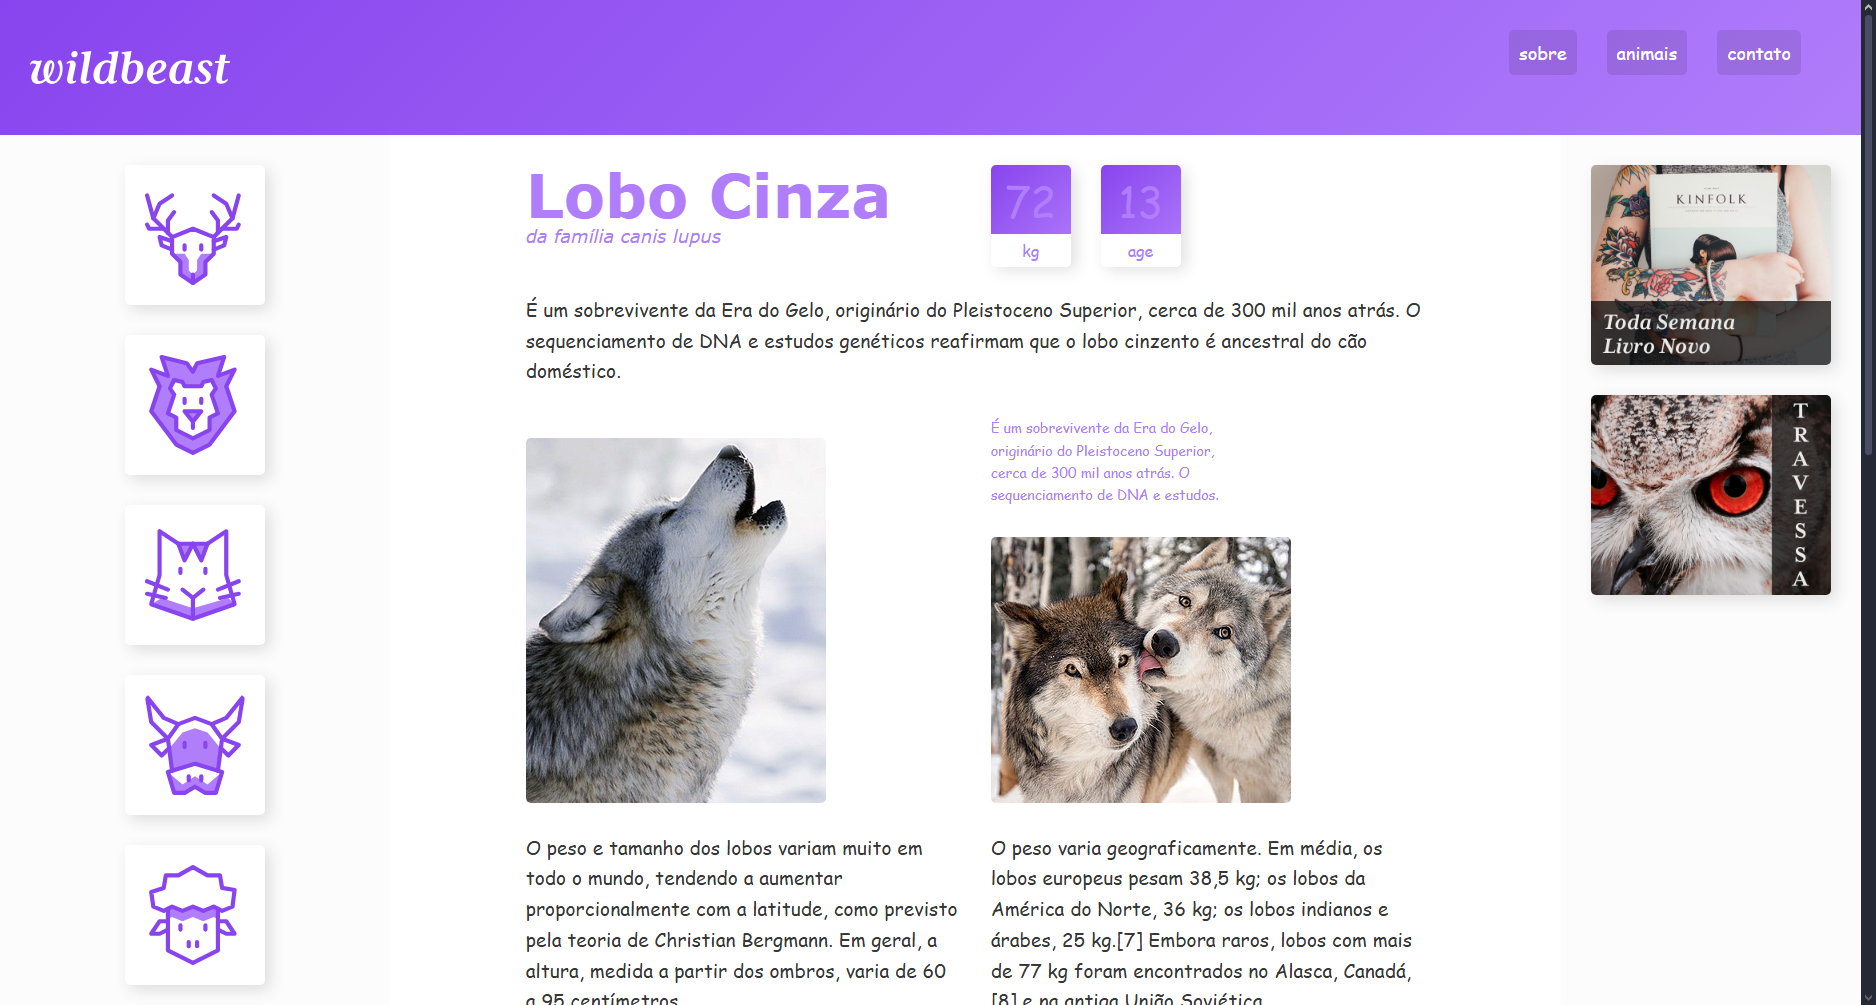 wildbeast
sobre
animais
contato
Lobo Cinza
da família canis lupus
72
kg
13
age
É um sobrevivente da Era do Gelo, originário do Pleistoceno Superior, cerca de 300 mil anos atrás. O
sequenciamento de DNA e estudos genéticos reafirmam que o lobo cinzento é ancestral do cão
doméstico.
É um sobrevivente da Era do Gelo,
originário do Pleistoceno Superior,
cerca de 300 mil anos atrás. O
sequenciamento de DNA e estudos.
O peso e tamanho dos lobos variam muito em
todo o mundo, tendendo a aumentar
proporcionalmente com a latitude, como previsto
pela teoria de Christian Bergmann. Em geral, a
altura, medida a partir dos ombros, varia de 60
a 95 centímetros
O peso varia geograficamente. Em média, os
lobos europeus pesam 38,5 kg; os lobos da
América do Norte, 36 kg; os lobos indianos e
árabes, 25 kg.[7] Embora raros, lobos com mais
de 77 kg foram encontrados no Alasca, Canadá,
[8] e na antiga União Soviética
KINFOLK
Toda Semana
Livro Novo
TRAVESSA